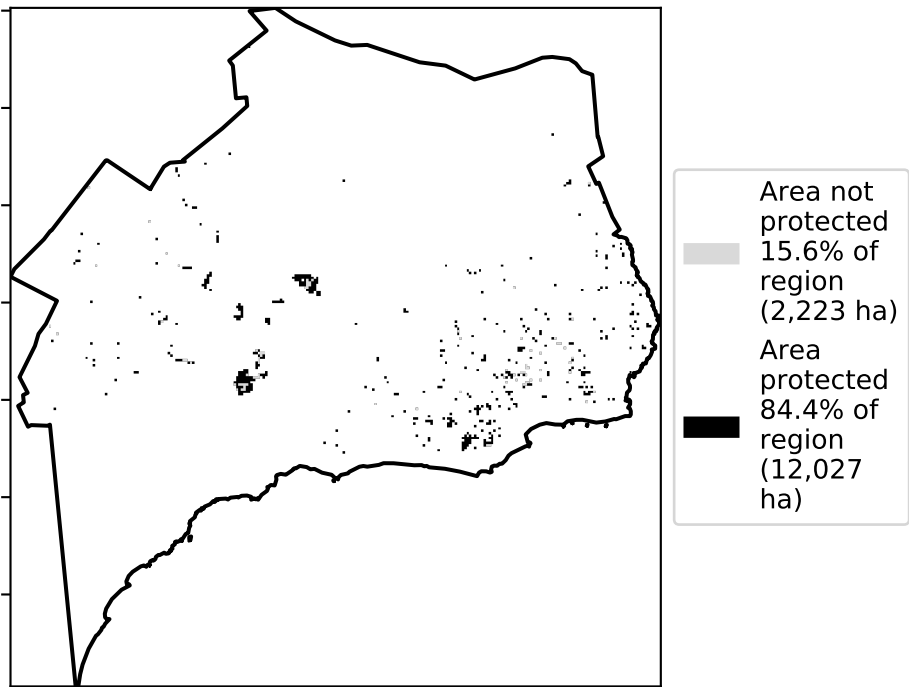 Area not
protected
15.6% of
region
(2,223 ha)
Area
protected
84.4% of
region
(12,027
ha)